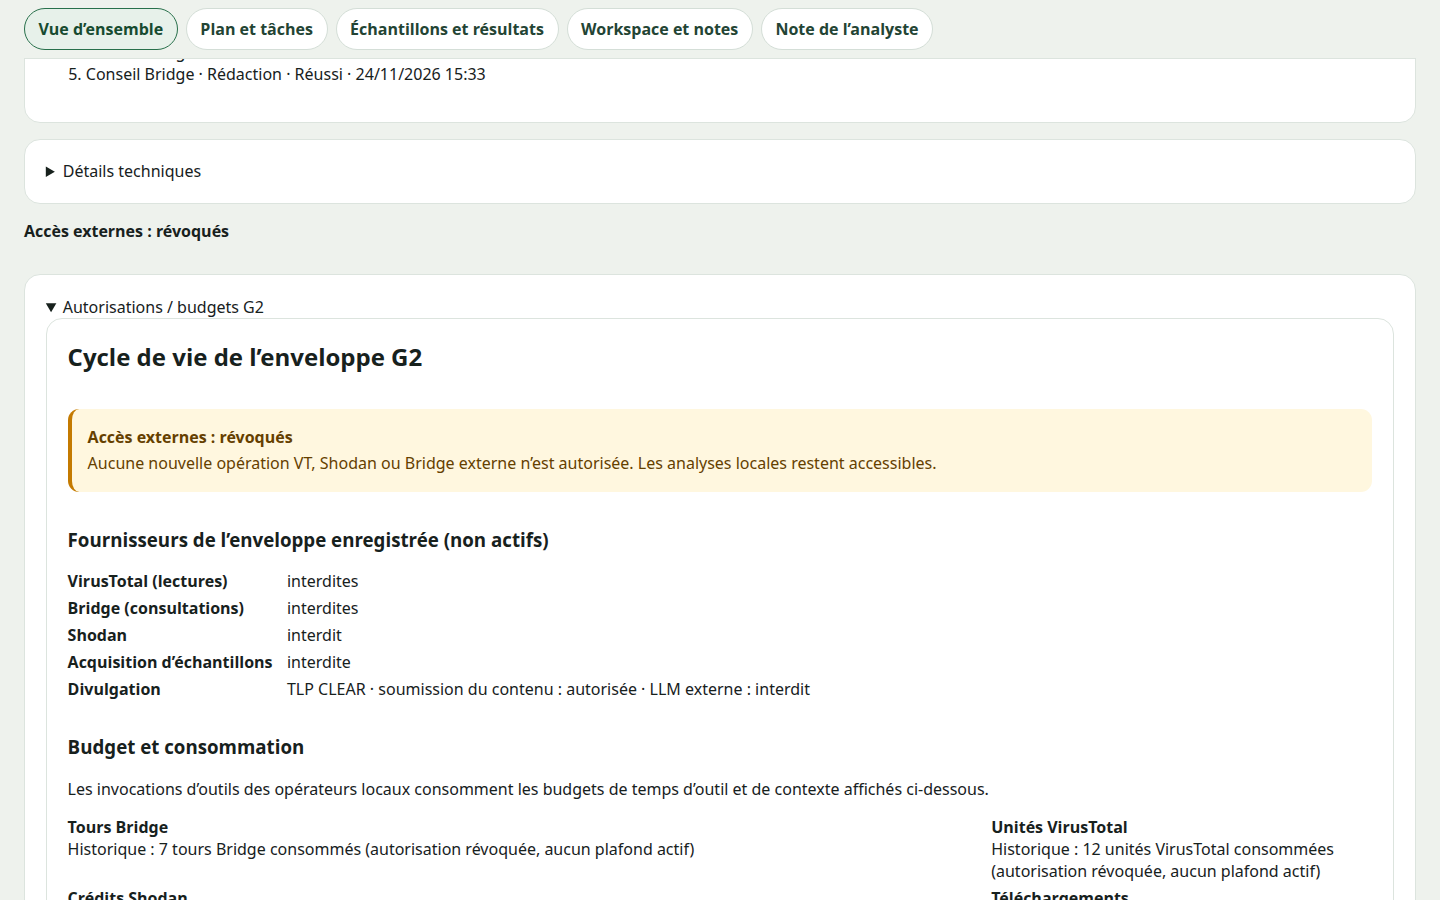 Vue d’ensemble
Plan et tâches
Échantillons et résultats
Workspace et notes
Note de l’analyste
5. Conseil Bridge · Rédaction · Réussi · 24/11/2026 15:33
Détails techniques
Accès externes : révoqués
Autorisations / budgets G2
Cycle de vie de l’enveloppe G2
Accès externes : révoqués
Aucune nouvelle opération VT, Shodan ou Bridge externe n’est autorisée. Les analyses locales restent accessibles.
Fournisseurs de l’enveloppe enregistrée (non actifs)
VirusTotal (lectures) interdites
Bridge (consultations) interdites
Shodan interdit
Acquisition d’échantillons interdite
Divulgation TLP CLEAR · soumission du contenu : autorisée · LLM externe : interdit
Budget et consommation
Les invocations d’outils des opérateurs locaux consomment les budgets de temps d’outil et de contexte affichés ci-dessous.
Tours Bridge
Historique : 7 tours Bridge consommés (autorisation révoquée, aucun plafond actif)
Unités VirusTotal
Historique : 12 unités VirusTotal consommées
(autorisation révoquée, aucun plafond actif)
Crédits Shodan
Téléchargements